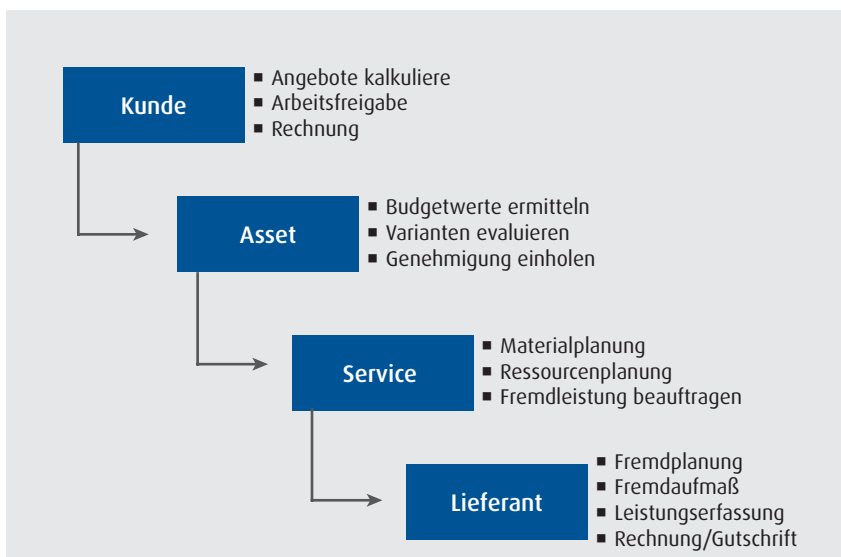 Kunde
■ Angebote kalkuliere
■ Arbeitsfreigabe
■ Rechnung
Asset
■ Budgetwerte ermitteln
■ Varianten evaluieren
■ Genehmigung einholen
Service
■ Materialplanung
■ Ressourcenplanung
■ Fremdleistung beauftragen
Lieferant
■ Fremdplanung
■ Fremdaufmaß
■ Leistungserfassung
■ Rechnung/Gutschrift